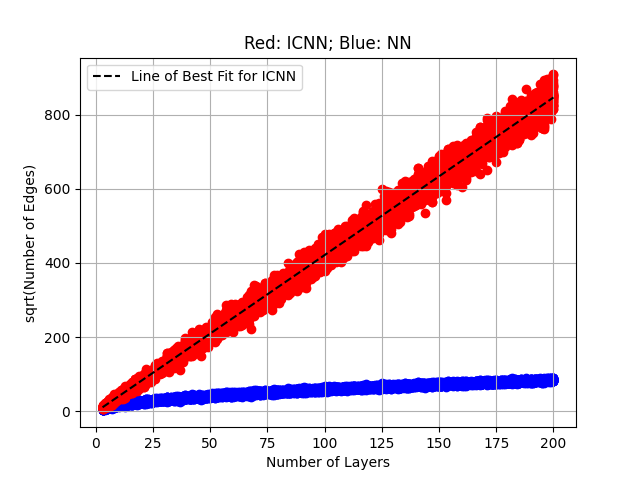 Red: ICNN; Blue: NN
Line of Best Fit for ICNN
sqrt(Number of Edges)
800
600
400
200
0
0 25 50 75 100 125 150 175 200
Number of Layers